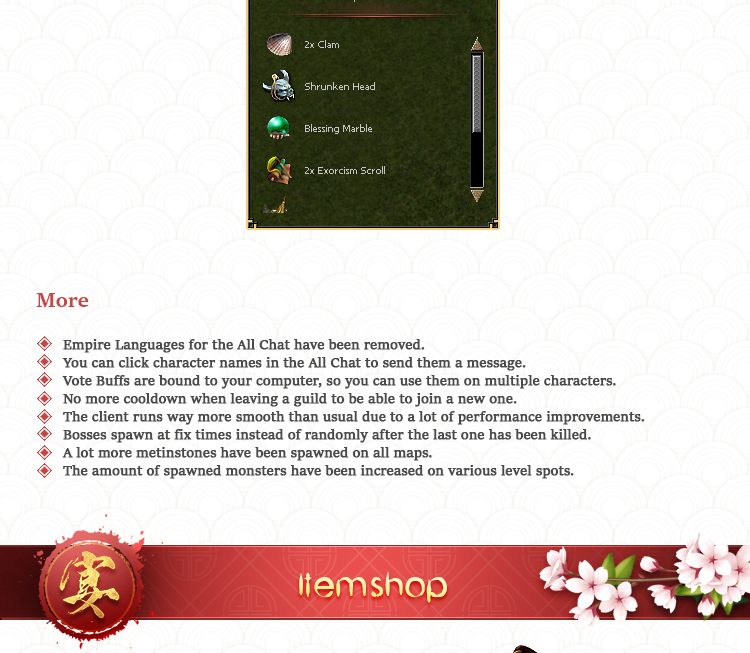 2x Clam
Shrunken Head
Blessing Marble
2x Exorcism Scroll
More
Empire Languages for the All Chat have been removed.
You can click character names in the All Chat to send them a message.
Vote Buffs are bound to your computer, so you can use them on multiple characters.
No more cooldown when leaving a guild to be able to join a new one.
The client runs way more smooth than usual due to a lot of performance improvements.
Bosses spawn at fix times instead of randomly after the last one has been killed.
A lot more metinstones have been spawned on all maps.
The amount of spawned monsters have been increased on various level spots.
宴
Itemshop